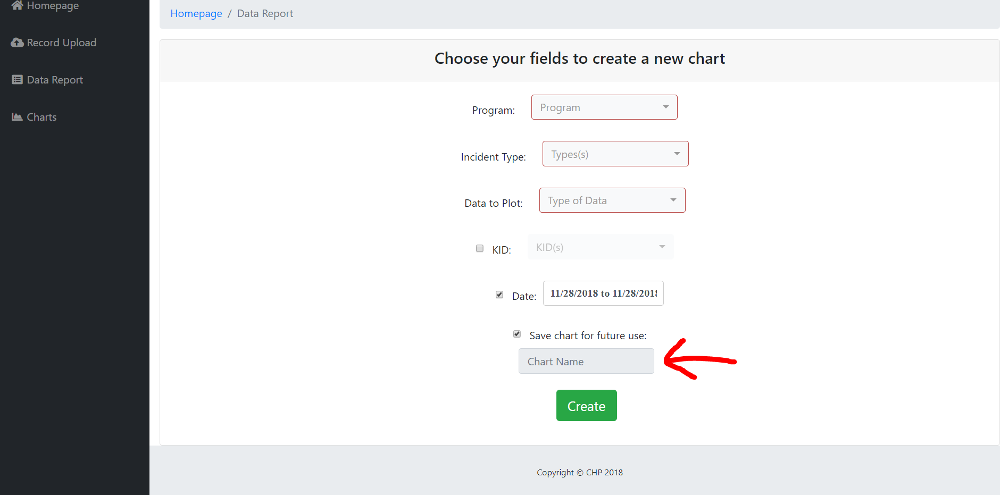 Homepage
Record Upload
Data Report
Charts
Homepage / Data Report
Choose your fields to create a new chart
Program: Program
Incident Type: Types(s)
Data to Plot: Type of Data
KID: KID(s)
Date: 11/28/2018 to 11/28/2018
Save chart for future use:
Chart Name
Create
Copyright © CHP 2018